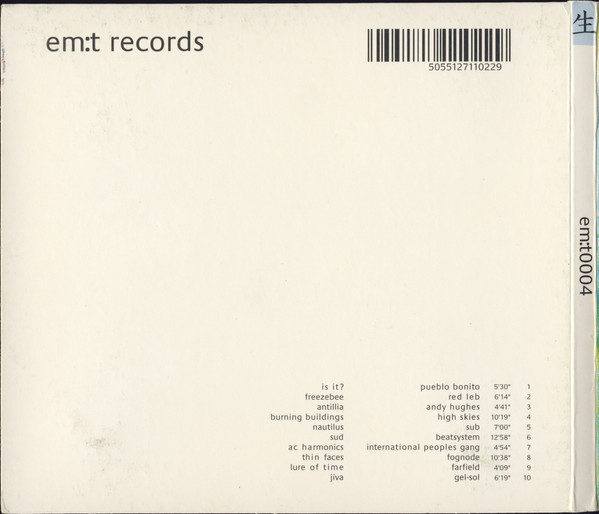 em:t records
5055127110229
生
em:t0004
is it? pueblo bonito 5'30" 1
freezebee red leb 6'14" 2
antillia andy hughes 4'41" 3
burning buildings high skies 10'19" 4
nautilus sub 7'00" 5
sud beatsystem 12'58" 6
ac harmonics international peoples gang 4'54" 7
thin faces fognode 10'38" 8
lure of time farfield 4'09" 9
jiva gel-sol 6'19" 10